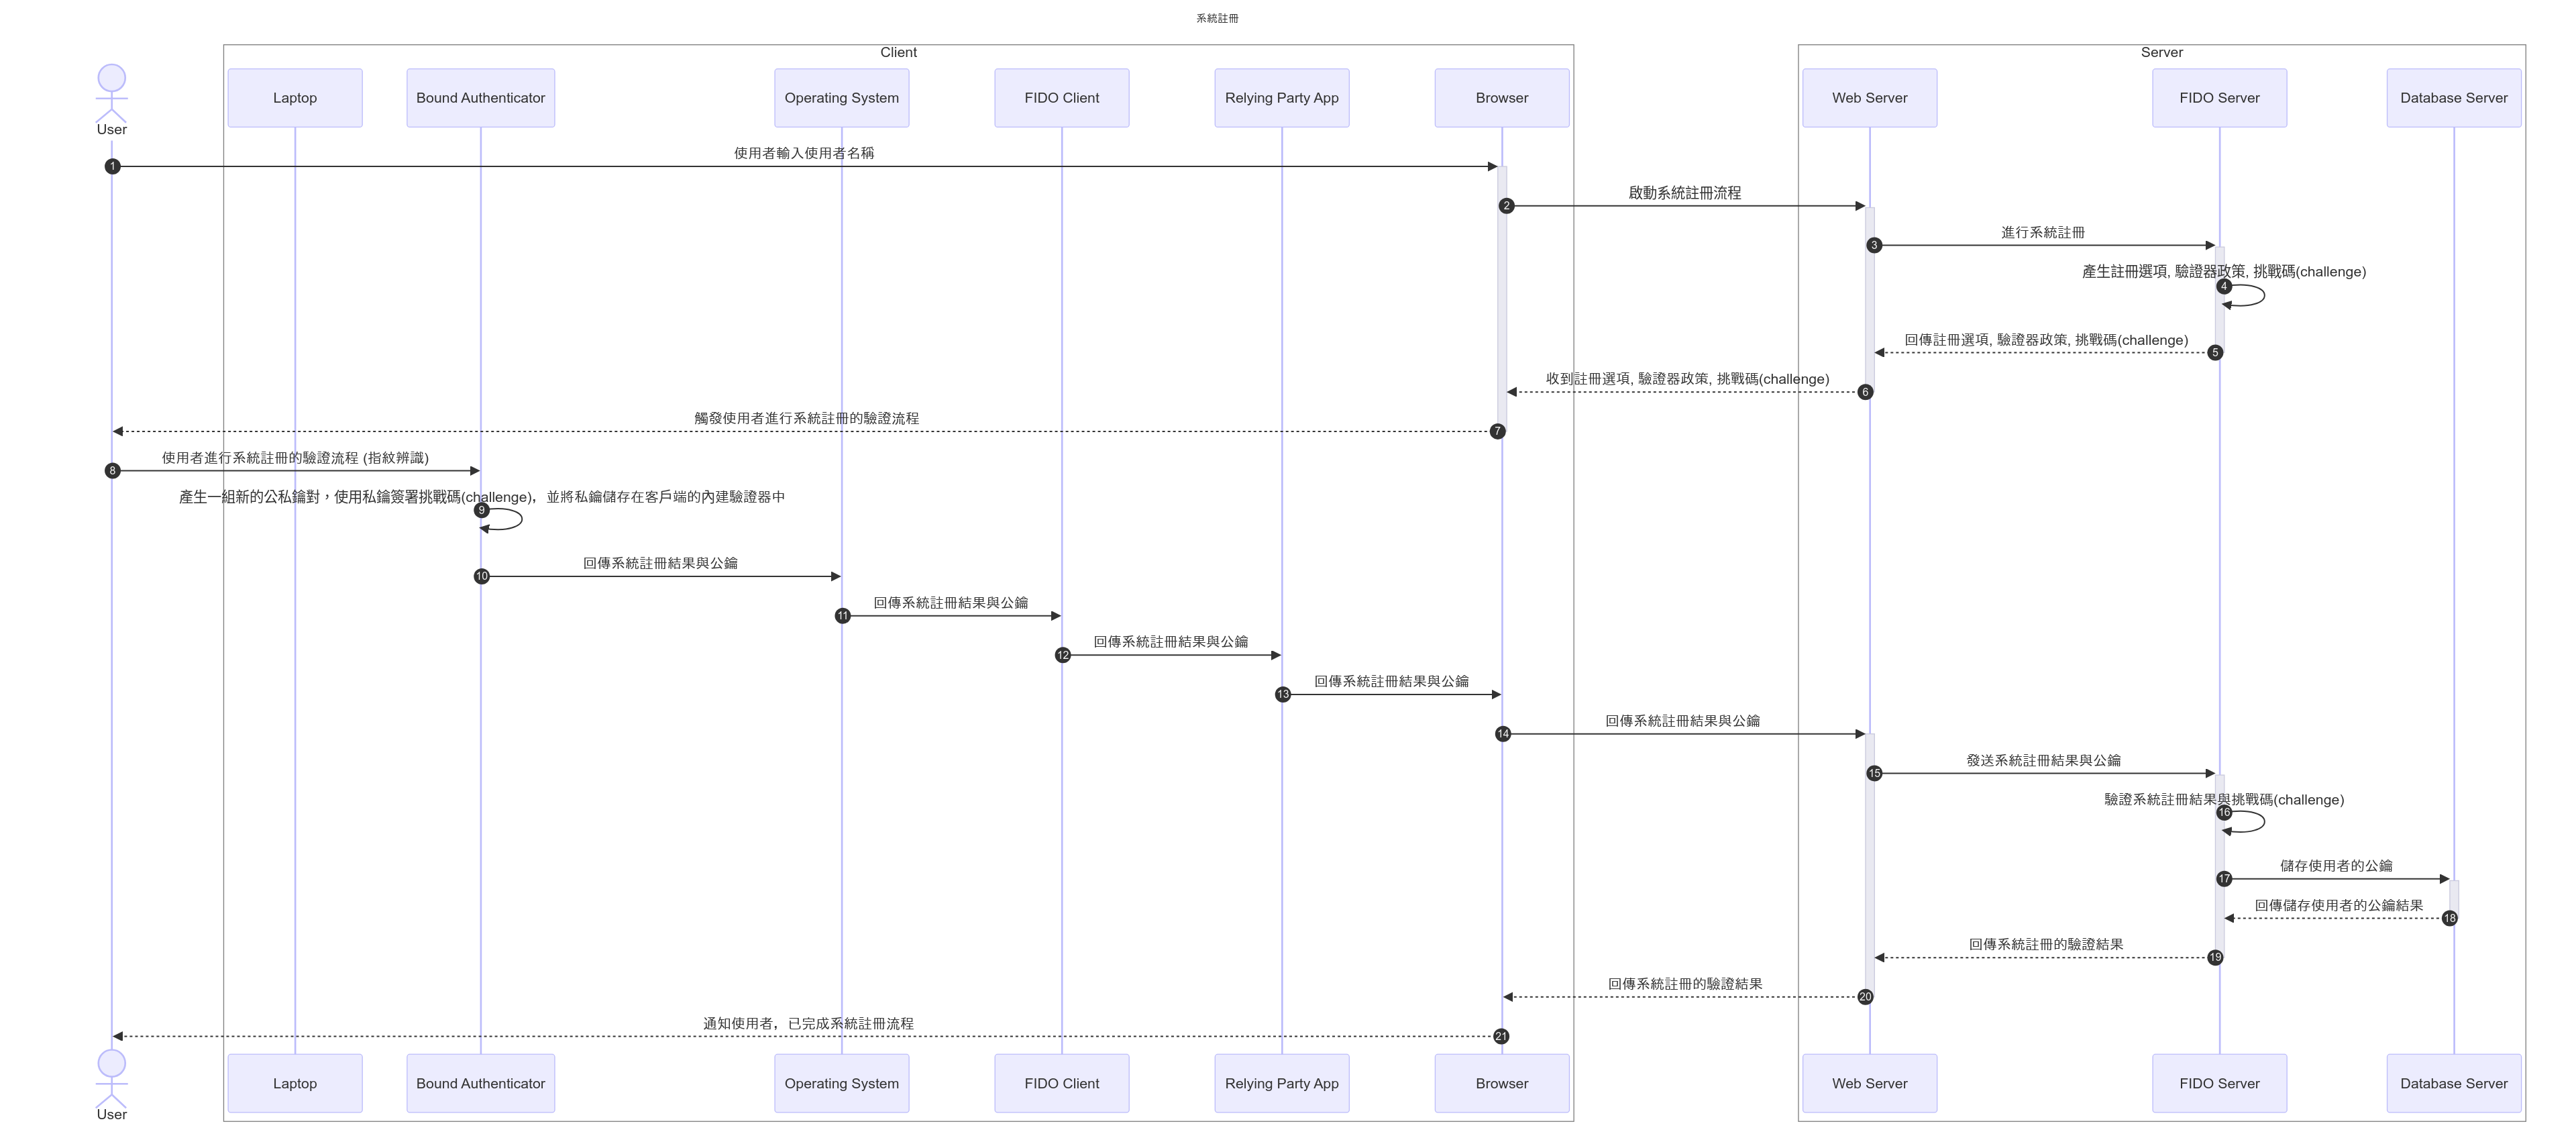 系統註冊
Client
Server
User
Laptop
Bound Authenticator
Operating System
FIDO Client
Relying Party App
Browser
Web Server
FIDO Server
Database Server
1
使用者輸入使用者名稱
2
啟動系統註冊流程
3
進行系統註冊
4
產生註冊選項, 驗證器政策, 挑戰碼(challenge)
5
回傳註冊選項, 驗證器政策, 挑戰碼(challenge)
6
收到註冊選項, 驗證器政策, 挑戰碼(challenge)
7
觸發使用者進行系統註冊的驗證流程
8
使用者進行系統註冊的驗證流程 (指紋辨識)
9
產生一組新的公私鑰對，使用私鑰簽署挑戰碼(challenge)，並將私鑰儲存在客戶端的內建驗證器中
10
回傳系統註冊結果與公鑰
11
回傳系統註冊結果與公鑰
12
回傳系統註冊結果與公鑰
13
回傳系統註冊結果與公鑰
14
回傳系統註冊結果與公鑰
15
發送系統註冊結果與公鑰
16
驗證系統註冊結果與挑戰碼(challenge)
17
儲存使用者的公鑰
18
回傳儲存使用者的公鑰結果
19
回傳系統註冊的驗證結果
20
回傳系統註冊的驗證結果
21
通知使用者，已完成系統註冊流程
User
Laptop
Bound Authenticator
Operating System
FIDO Client
Relying Party App
Browser
Web Server
FIDO Server
Database Server